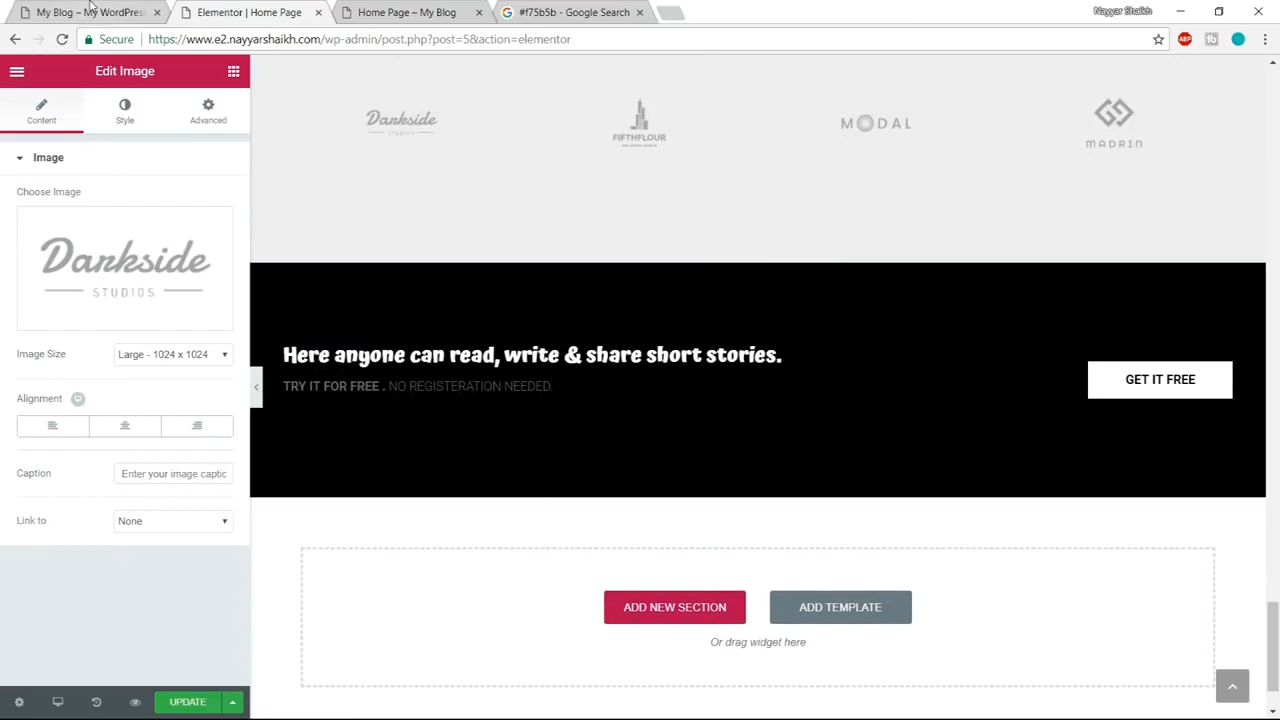 My Blog – My WordPress
Elementor | Home Page
Home Page – My Blog
#f75b5b - Google Search
Nayyar Shaikh
Secure
https://www.e2.nayyarshaikh.com/wp-admin/post.php?post=5&action=elementor
ABP
Edit Image
Content
Style
Advanced
Image
Choose Image
Darkside
STUDIOS
Image Size
Large - 1024 x 1024
Alignment
Caption
Enter your image captic
Link to
None
UPDATE
Darkside
STUDIOS
FIFTHFLOUR
MODAL
MADRIN
Here anyone can read, write & share short stories.
TRY IT FOR FREE . NO REGISTERATION NEEDED.
GET IT FREE
ADD NEW SECTION
ADD TEMPLATE
Or drag widget here